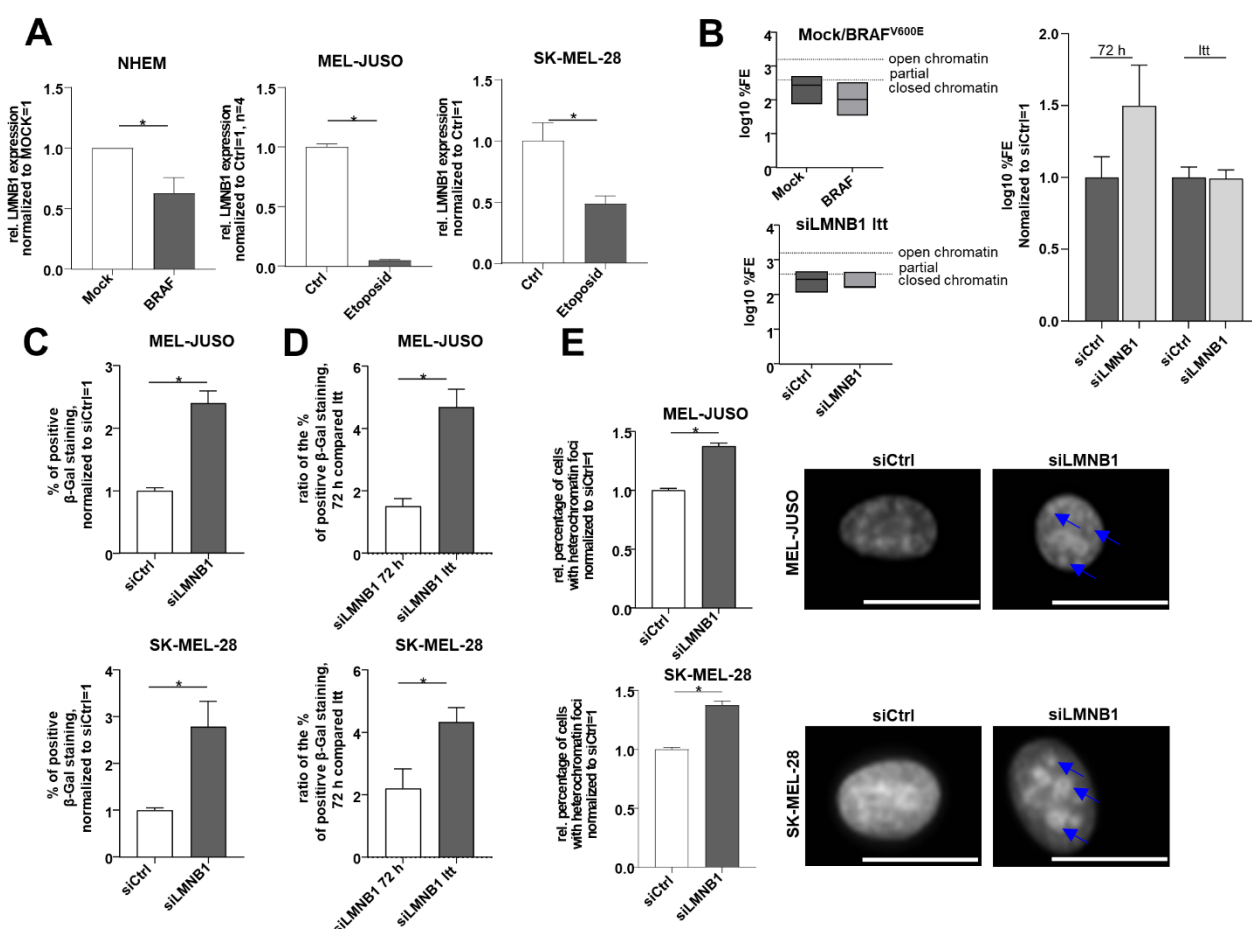 A
NHEM
rel. LMNB1 expression
normalized to MOCK=1
1.5
1.0
0.5
0.0
*
Mock
BRAF
MEL-JUSO
rel. LMNB1 expression
normalized to Ctrl=1, n=4
1.5
1.0
0.5
0.0
*
Ctrl
Etoposid
SK-MEL-28
rel. LMNB1 expression
normalized to Ctrl=1
1.5
1.0
0.5
0.0
*
Ctrl
Etoposid
B
Mock/BRAFV600E
log10 %FE
4
3
2
1
0
open chromatin
partial
closed chromatin
Mock
BRAF
siLMNB1 ltt
log10 %FE
4
3
2
1
0
open chromatin
partial
closed chromatin
siCtrl
siLMNB1
log10 %FE
Nomalized to siCtrl=1
2.0
1.5
1.0
0.5
0.0
72 h
ltt
siCtrl
siLMNB1
siCtrl
siLMNB1
C
MEL-JUSO
% of positive
β-Gal staining,
normalized to siCtrl=1
3
2
1
0
*
siCtrl
siLMNB1
SK-MEL-28
% of positive
β-Gal staining,
normalized to siCtrl=1
4
3
2
1
0
*
siCtrl
siLMNB1
D
MEL-JUSO
ratio of the %
of positive β-Gal staining,
72 h compared ltt
6
4
2
0
*
siLMNB1 72 h
siLMNB1 ltt
SK-MEL-28
ratio of the %
of positirve β-Gal staining,
72 h compared ltt
6
4
2
0
*
siLMNB1 72 h
siLMNB1 ltt
E
MEL-JUSO
rel. percentage of cells
with heterochromatin foci
normalized to siCtrl=1
1.5
1.0
0.5
0.0
*
siCtrl
siLMNB1
siCtrl
siLMNB1
MEL-JUSO
SK-MEL-28
rel. percentage of cells
with heterochromatin foci
normalized to siCtrl=1
1.5
1.0
0.5
0.0
*
siCtrl
siLMNB1
siCtrl
siLMNB1
SK-MEL-28